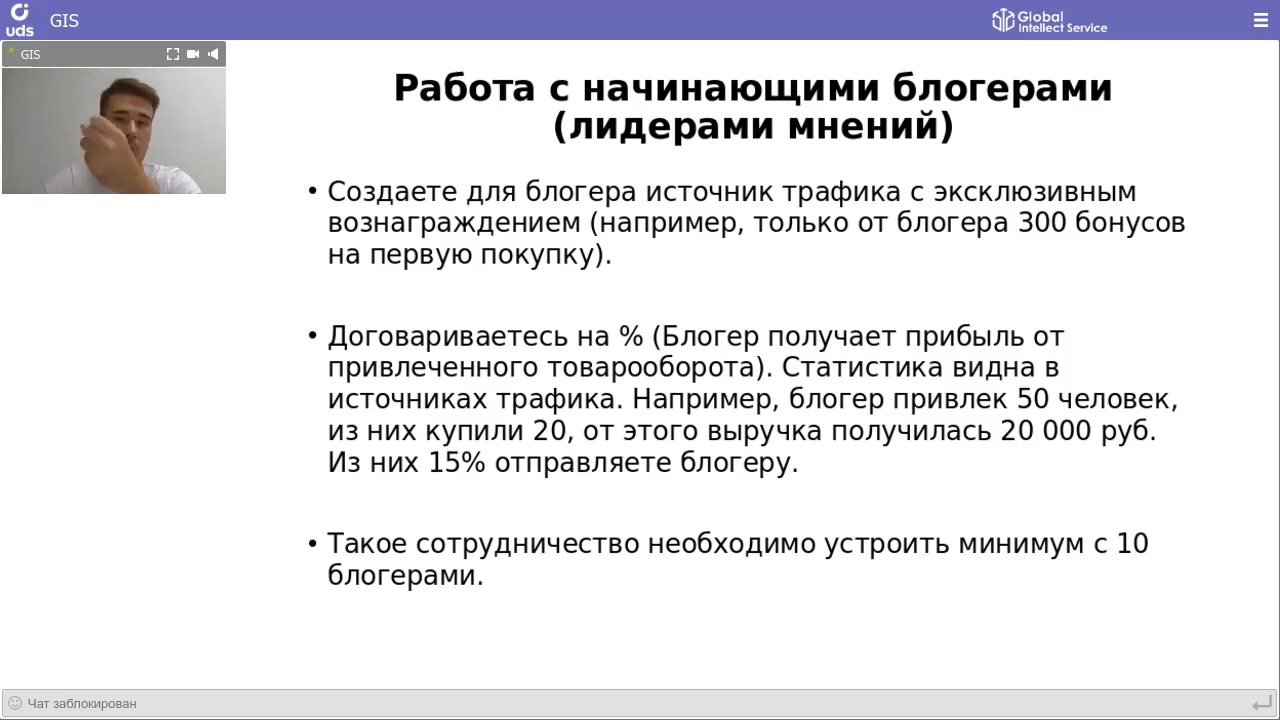 uds
GIS
Global
Intellect Service
GIS
Работа с начинающими блогерами
(лидерами мнений)
• Создаете для блогера источник трафика с эксклюзивным
вознаграждением (например, только от блогера 300 бонусов
на первую покупку).
• Договариваетесь на % (Блогер получает прибыль от
привлеченного товарооборота). Статистика видна в
источниках трафика. Например, блогер привлек 50 человек,
из них купили 20, от этого выручка получилась 20 000 руб.
Из них 15% отправляете блогеру.
• Такое сотрудничество необходимо устроить минимум с 10
блогерами.
Чат заблокирован